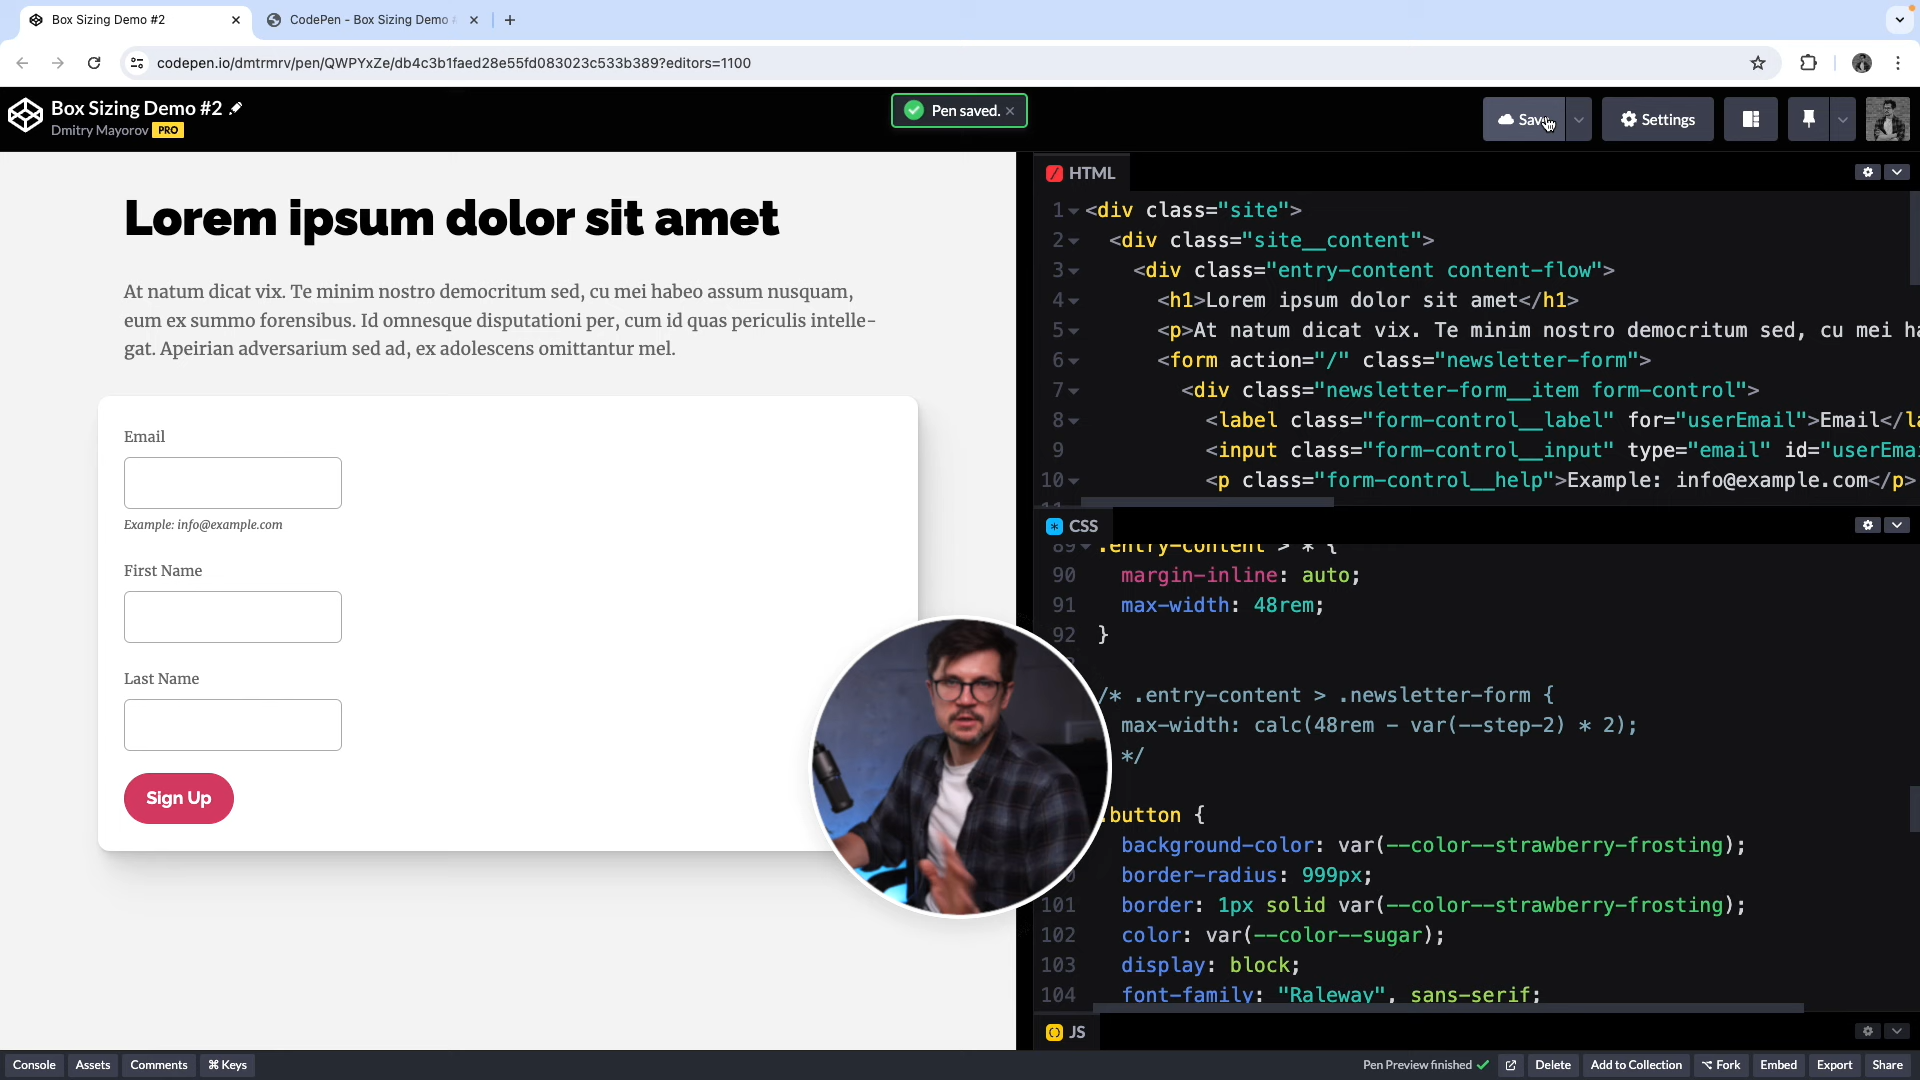 Box Sizing Demo #2
CodePen - Box Sizing Demo
codepen.io/dmtrmrv/pen/QWPYxZe/db4c3b1faed28e55fd083023c533b389?editors=1100
Box Sizing Demo #2
Dmitry Mayorov PRO
Pen saved.
Save
Settings
Lorem ipsum dolor sit amet
At natum dicat vix. Te minim nostro democritum sed, cu mei habeo assum nusquam,
eum ex summo forensibus. Id omnesque disputationi per, cum id quas periculis intelle-
gat. Apeirian adversarium sed ad, ex adolescens omittantur mel.
Email
Example: info@example.com
First Name
Last Name
Sign Up
HTML
1 <div class="site">
2 <div class="site__content">
3 <div class="entry-content content-flow">
4 <h1>Lorem ipsum dolor sit amet</h1>
5 <p>At natum dicat vix. Te minim nostro democritum sed, cu mei ha
6 <form action="/" class="newsletter-form">
7 <div class="newsletter-form__item form-control">
8 <label class="form-control__label" for="userEmail">Email</la
9 <input class="form-control__input" type="email" id="userEmai
10 <p class="form-control__help">Example: info@example.com</p>
CSS
89 .entry-content > * {
90 margin-inline: auto;
91 max-width: 48rem;
92 }
/* .entry-content > .newsletter-form {
max-width: calc(48rem - var(--step-2) * 2);
*/
.button {
background-color: var(--color--strawberry-frosting);
border-radius: 999px;
101 border: 1px solid var(--color--strawberry-frosting);
102 color: var(--color--sugar);
103 display: block;
104 font-family: "Raleway", sans-serif;
JS
Console
Assets
Comments
⌘ Keys
Pen Preview finished
Delete
Add to Collection
⌥ Fork
Embed
Export
Share